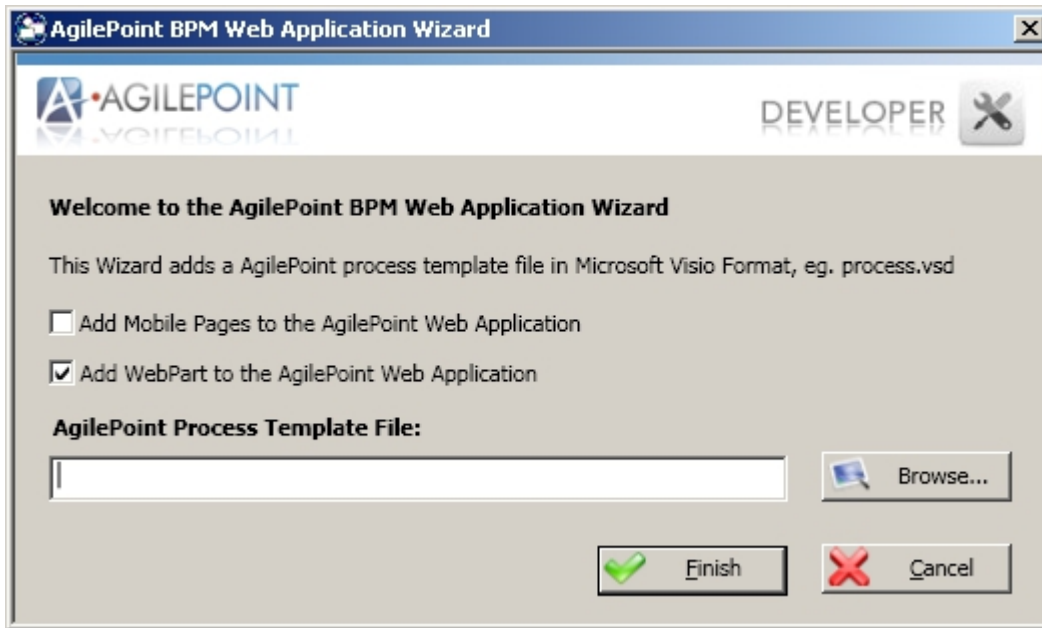 AgilePoint BPM Web Application Wizard
AGILEPOINT
DEVELOPER
Welcome to the AgilePoint BPM Web Application Wizard
This Wizard adds a AgilePoint process template file in Microsoft Visio Format, eg. process.vsd
Add Mobile Pages to the AgilePoint Web Application
Add WebPart to the AgilePoint Web Application
AgilePoint Process Template File:
Browse...
Finish
Cancel